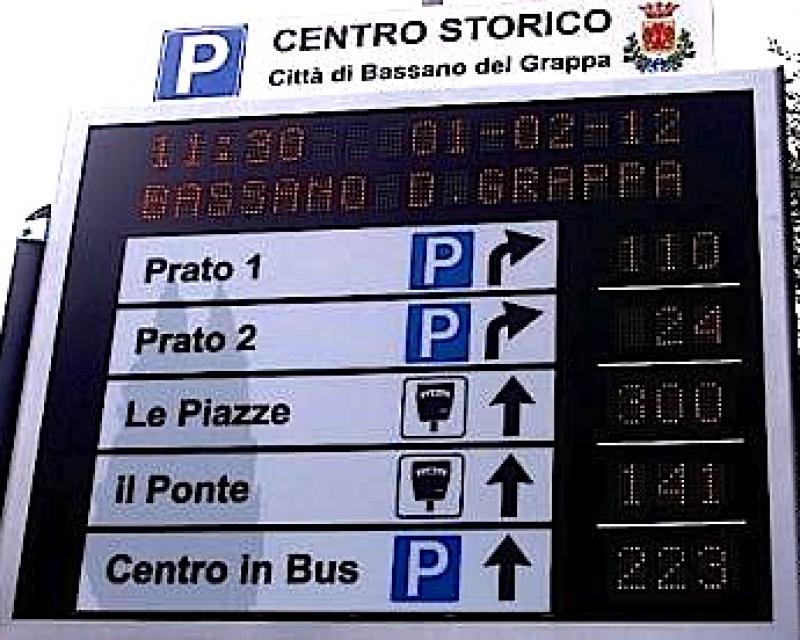 P CENTRO STORICO
Città di Bassano del Grappa
11:30 01-02-12
BASSANO D.GRAPPA
Prato 1 P 110
Prato 2 P 24
Le Piazze 300
il Ponte 141
Centro in Bus P 223